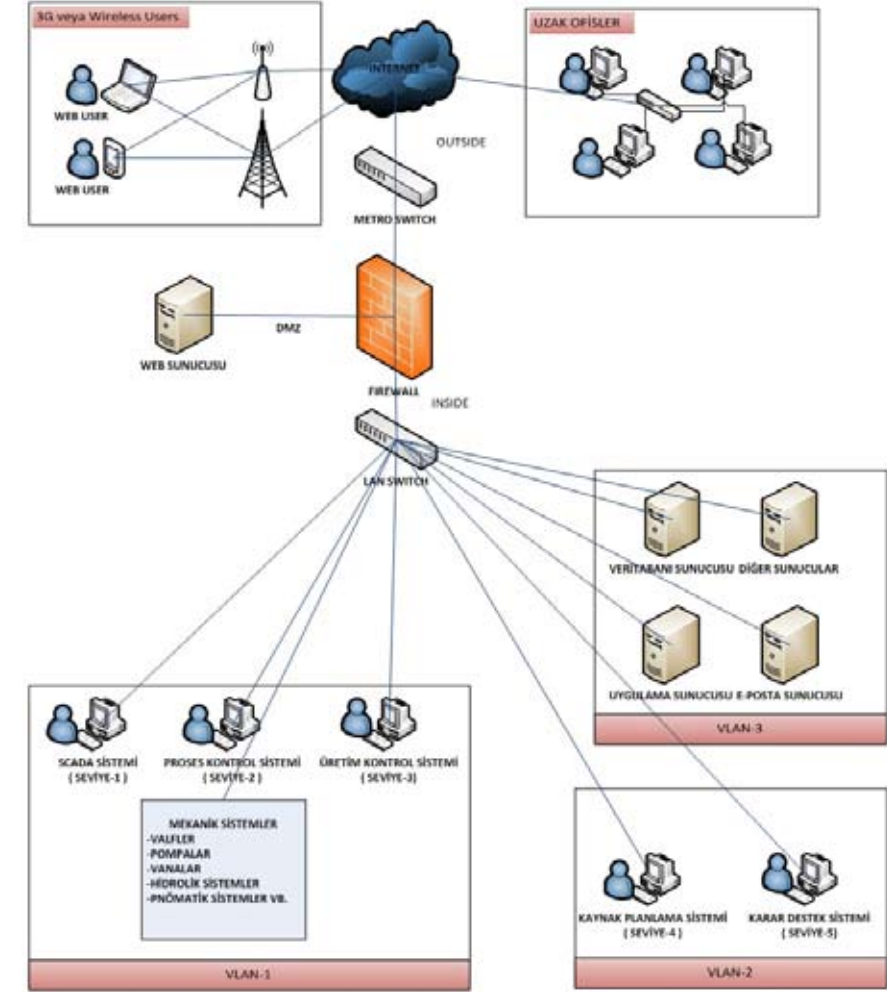 3G veya Wireless Users
WEB USER
WEB USER
INTERNET
UZAK OFİSLER
OUTSIDE
METRO SWITCH
WEB SUNUCUSU
DMZ
FIREWALL
INSIDE
LAN SWITCH
VERİTABANI SUNUCUSU DİĞER SUNUCULAR
UYGULAMA SUNUCUSU E-POSTA SUNUCUSU
VLAN-3
SCADA SİSTEMİ
( SEVİYE-1 )
PROSES KONTROL SİSTEMİ
( SEVİYE-2 )
ÜRETİM KONTROL SİSTEMİ
( SEVİYE-3)
MEKANİK SİSTEMLER
-VALFLER
-POMPALAR
-VANALAR
-HİDROLİK SİSTEMLER
-PNÖMATİK SİSTEMLER VB.
VLAN-1
KAYNAK PLANLAMA SİSTEMİ
( SEVİYE-4 )
KARAR DESTEK SİSTEMİ
( SEVİYE-5)
VLAN-2